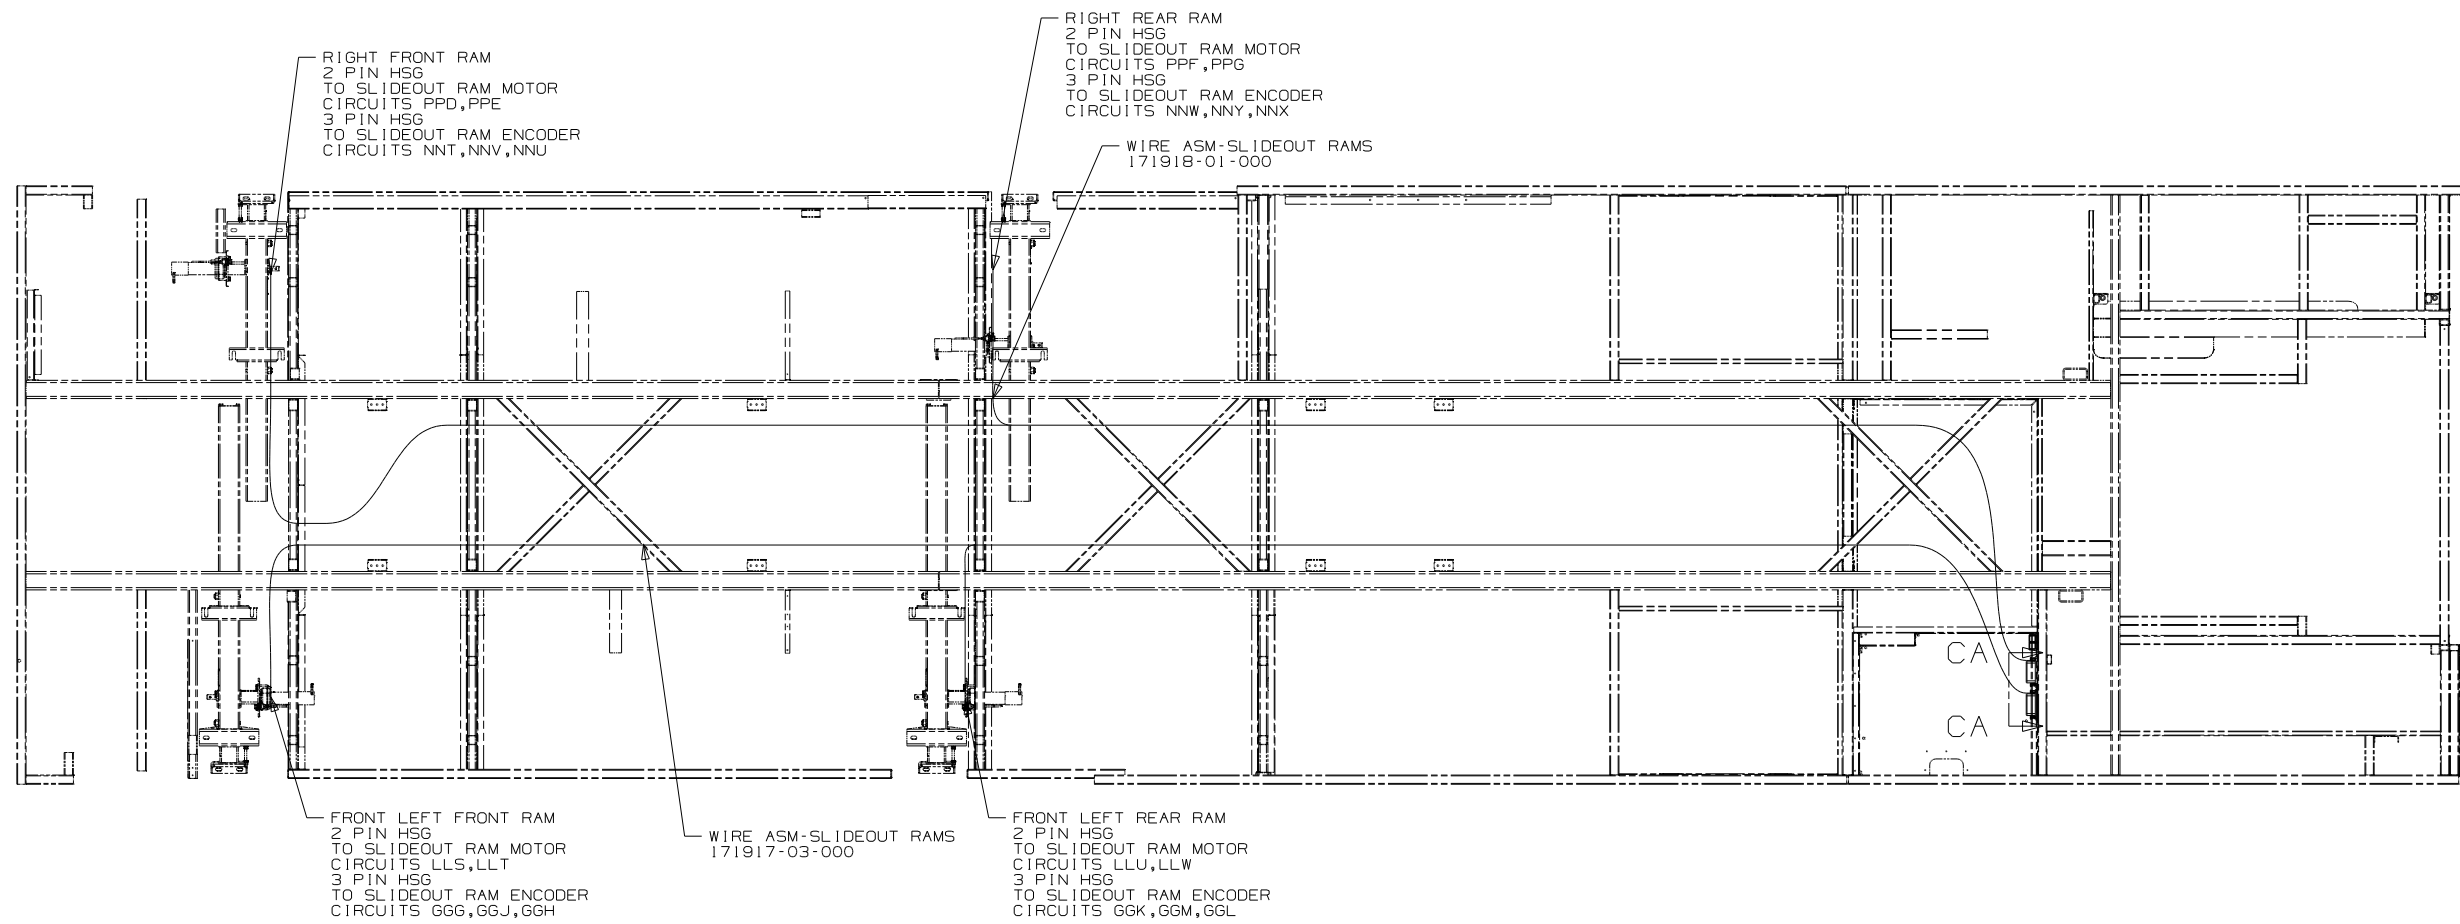 RIGHT REAR RAM
2 PIN HSG
TO SLIDEOUT RAM MOTOR
CIRCUITS PPF,PPG
3 PIN HSG
TO SLIDEOUT RAM ENCODER
CIRCUITS NNW,NNY,NNX
RIGHT FRONT RAM
2 PIN HSG
TO SLIDEOUT RAM MOTOR
CIRCUITS PPD,PPE
3 PIN HSG
TO SLIDEOUT RAM ENCODER
CIRCUITS NNT,NNV,NNU
WIRE ASM-SLIDEOUT RAMS
171918-01-000
CA
CA
FRONT LEFT FRONT RAM
2 PIN HSG
TO SLIDEOUT RAM MOTOR
CIRCUITS LLS,LLT
3 PIN HSG
TO SLIDEOUT RAM ENCODER
CIRCUITS GGG,GGJ,GGH
WIRE ASM-SLIDEOUT RAMS
171917-03-000
FRONT LEFT REAR RAM
2 PIN HSG
TO SLIDEOUT RAM MOTOR
CIRCUITS LLU,LLW
3 PIN HSG
TO SLIDEOUT RAM ENCODER
CIRCUITS GGK,GGM,GGL